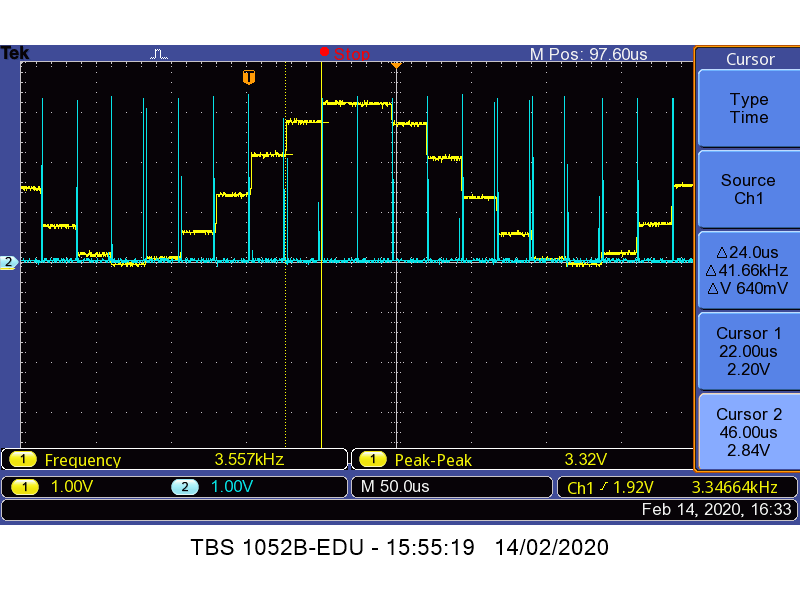 Tek Stop M Pos: 97.60us
Cursor
T
Type
Time
Source
Ch1
△24.0us
△41.66kHz
△V 640mV
2
Cursor 1
22.00us
2.20V
Cursor 2
46.00us
2.84V
1 Frequency 3.557kHz 1 Peak-Peak 3.32V
1 1.00V 2 1.00V M 50.0us Ch1 1.92V 3.34664kHz
Feb 14, 2020, 16:33
TBS 1052B-EDU - 15:55:19 14/02/2020